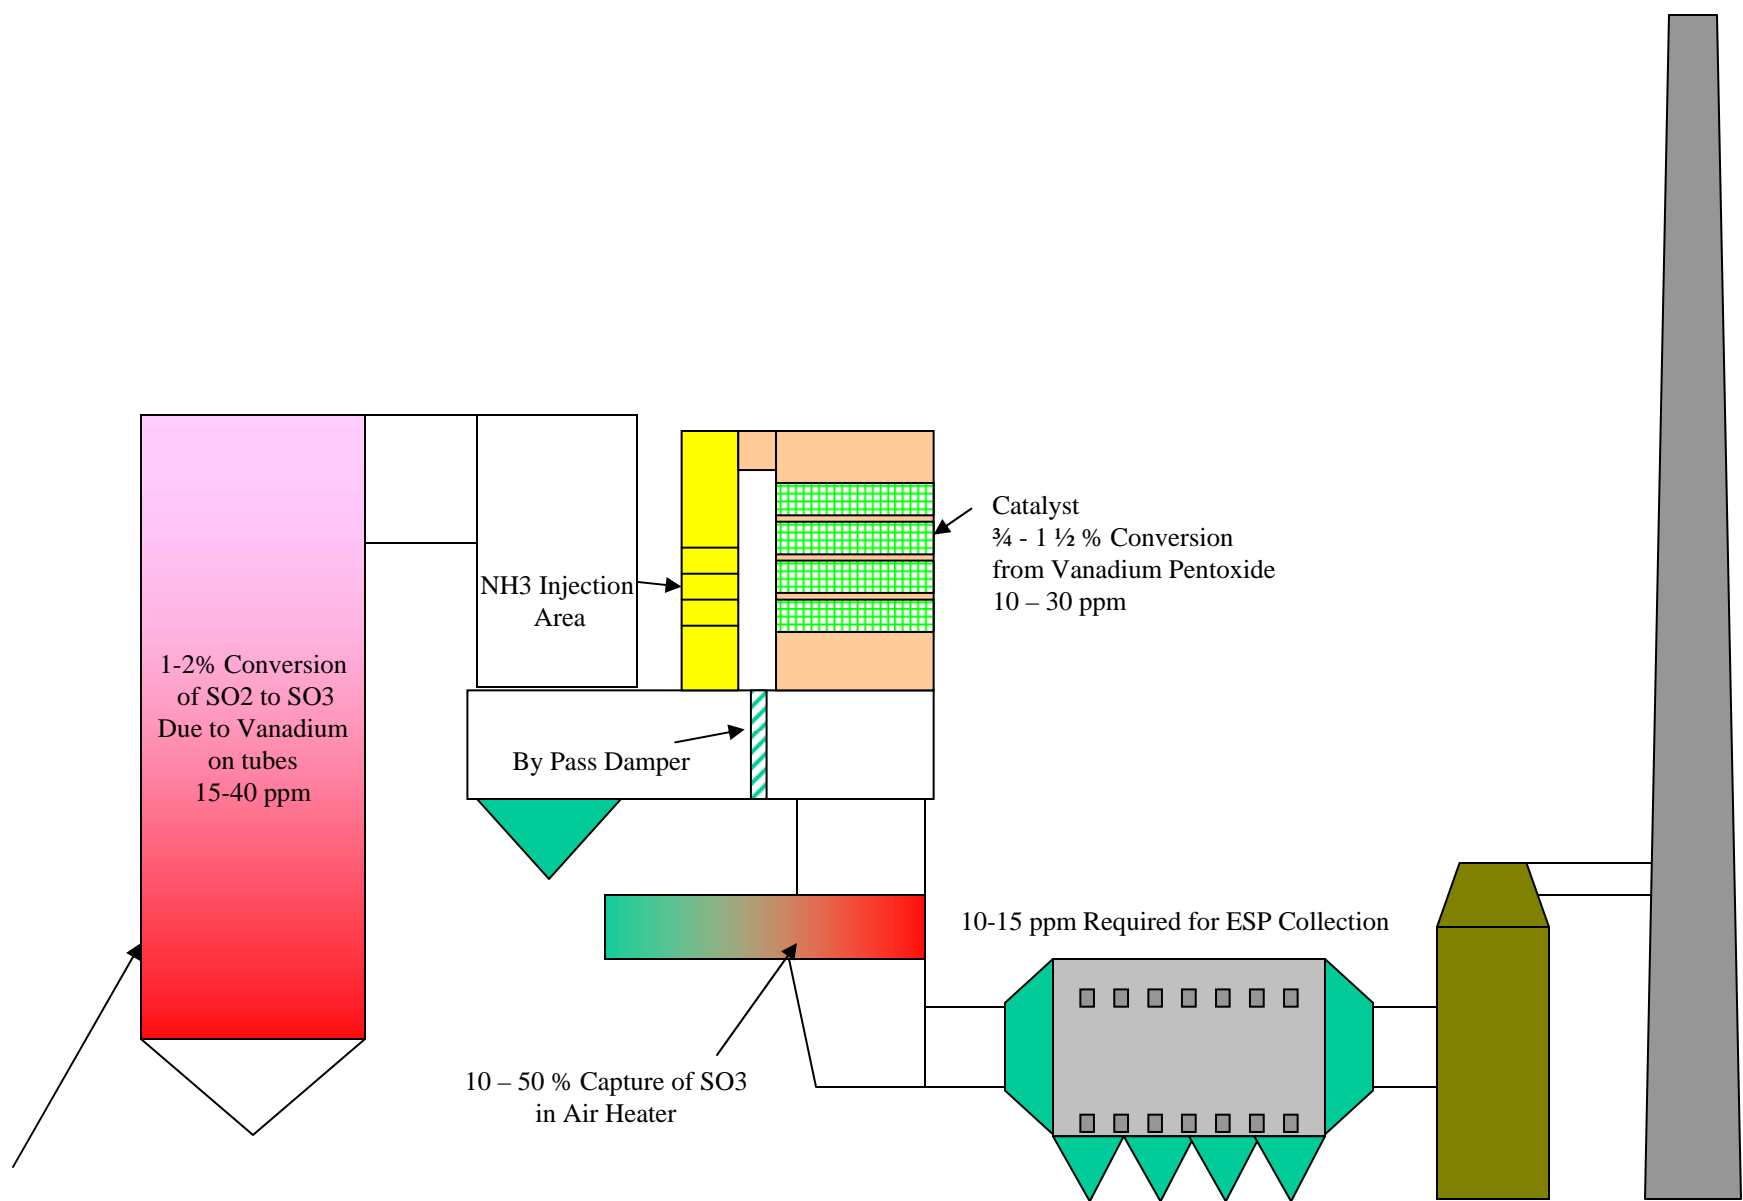 Catalyst
¾ - 1 ½ % Conversion
from Vanadium Pentoxide
10 – 30 ppm
NH3 Injection
Area
1-2% Conversion
of SO2 to SO3
Due to Vanadium
on tubes
15-40 ppm
By Pass Damper
10-15 ppm Required for ESP Collection
10 – 50 % Capture of SO3
in Air Heater